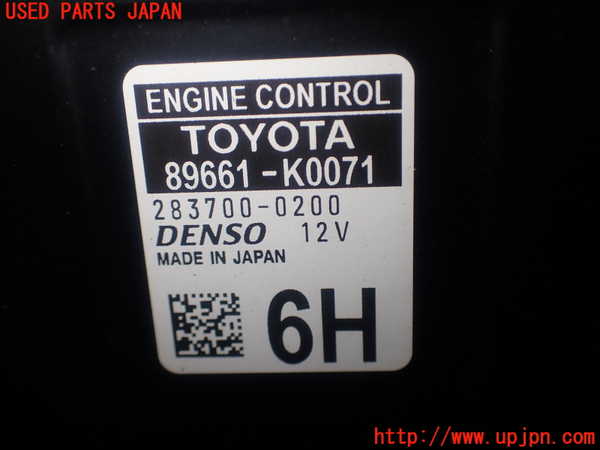 USED PARTS JAPAN
ENGINE CONTROL
TOYOTA
89661-K0071
283700-0200
DENSO 12V
MADE IN JAPAN
6H
UPJ
http://www.upjpn.com/